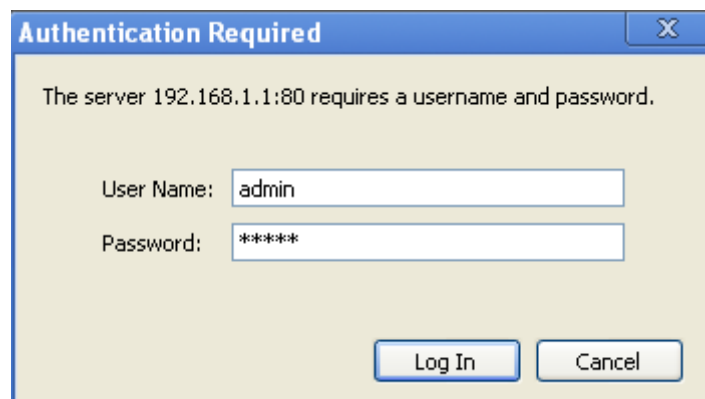 Authentication Required
X
The server 192.168.1.1:80 requires a username and password.
User Name: admin
Password: *****
Log In Cancel